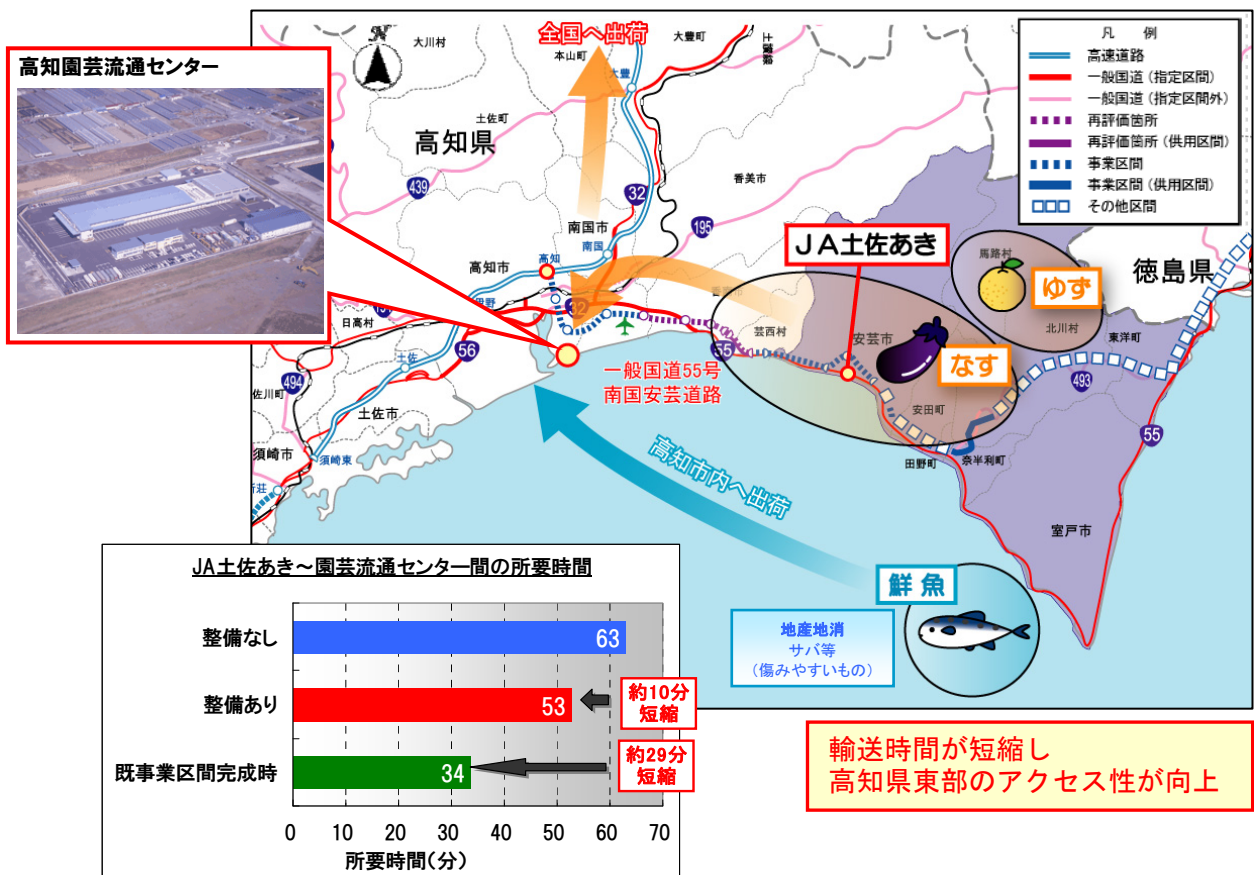 高知園芸流通センター
全国へ出荷
大川村
本山町
大豊町
大豊
土佐町
高知県
439
32
香美市
195
南国市
南国
高知市
高知
伊野
32
日高村
土佐
56
494
佐川町
土佐市
須崎市
須崎東
55
芸西村
一般国道55号
南国安芸道路
JA土佐あき
安芸市
なす
安田町
田野町
奈半利町
馬路村
ゆず
北川村
徳島県
東洋町
493
55
室戸市
高知市内へ出荷
鮮魚
地産地消
サバ等
(傷みやすいもの)
凡 例
高速道路
一般国道(指定区間)
一般国道(指定区間外)
再評価箇所
再評価箇所(供用区間)
事業区間
事業区間(供用区間)
その他区間
JA土佐あき~園芸流通センター間の所要時間
整備なし
63
整備あり
53
約10分
短縮
既事業区間完成時
34
約29分
短縮
0 10 20 30 40 50 60 70
所要時間(分)
輸送時間が短縮し
高知県東部のアクセス性が向上